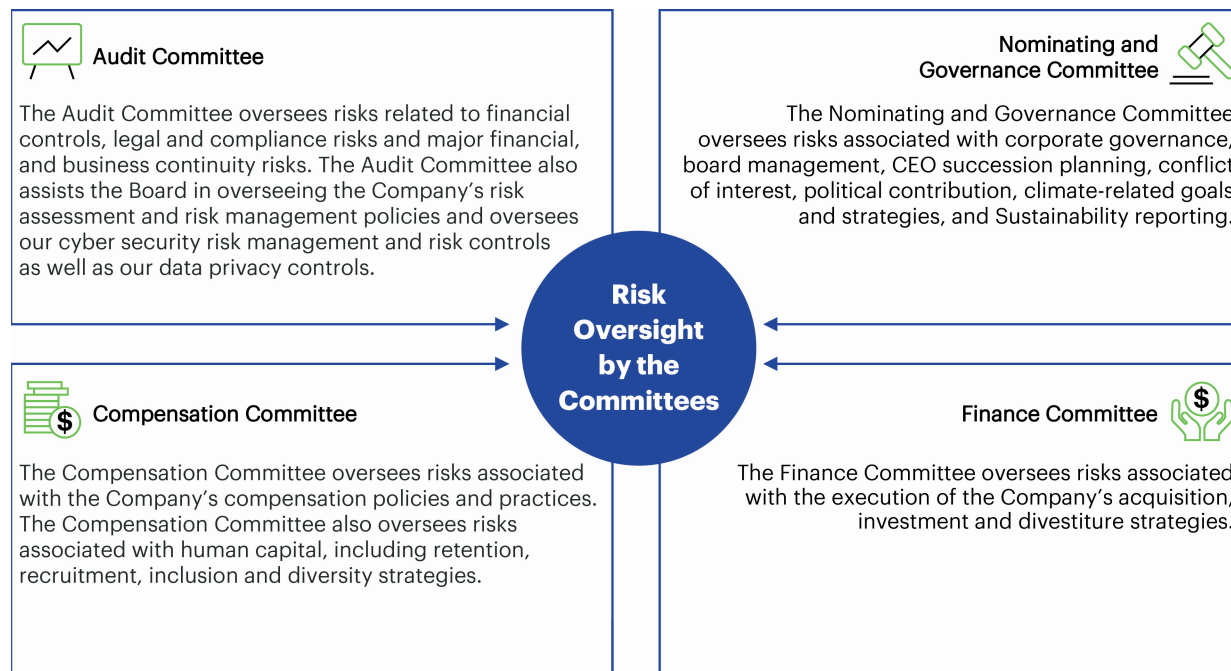 Audit Committee
The Audit Committee oversees risks related to financial
controls, legal and compliance risks and major financial,
and business continuity risks. The Audit Committee also
assists the Board in overseeing the Company’s risk
assessment and risk management policies and oversees
our cyber security risk management and risk controls
as well as our data privacy controls.
Nominating and
Governance Committee
The Nominating and Governance Committee
oversees risks associated with corporate governance,
board management, CEO succession planning, conflict
of interest, political contribution, climate-related goals
and strategies, and Sustainability reporting.
Risk
Oversight
by the
Committees
$
Compensation Committee
The Compensation Committee oversees risks associated
with the Company’s compensation policies and practices.
The Compensation Committee also oversees risks
associated with human capital, including retention,
recruitment, inclusion and diversity strategies.
Finance Committee
$
The Finance Committee oversees risks associated
with the execution of the Company’s acquisition,
investment and divestiture strategies.